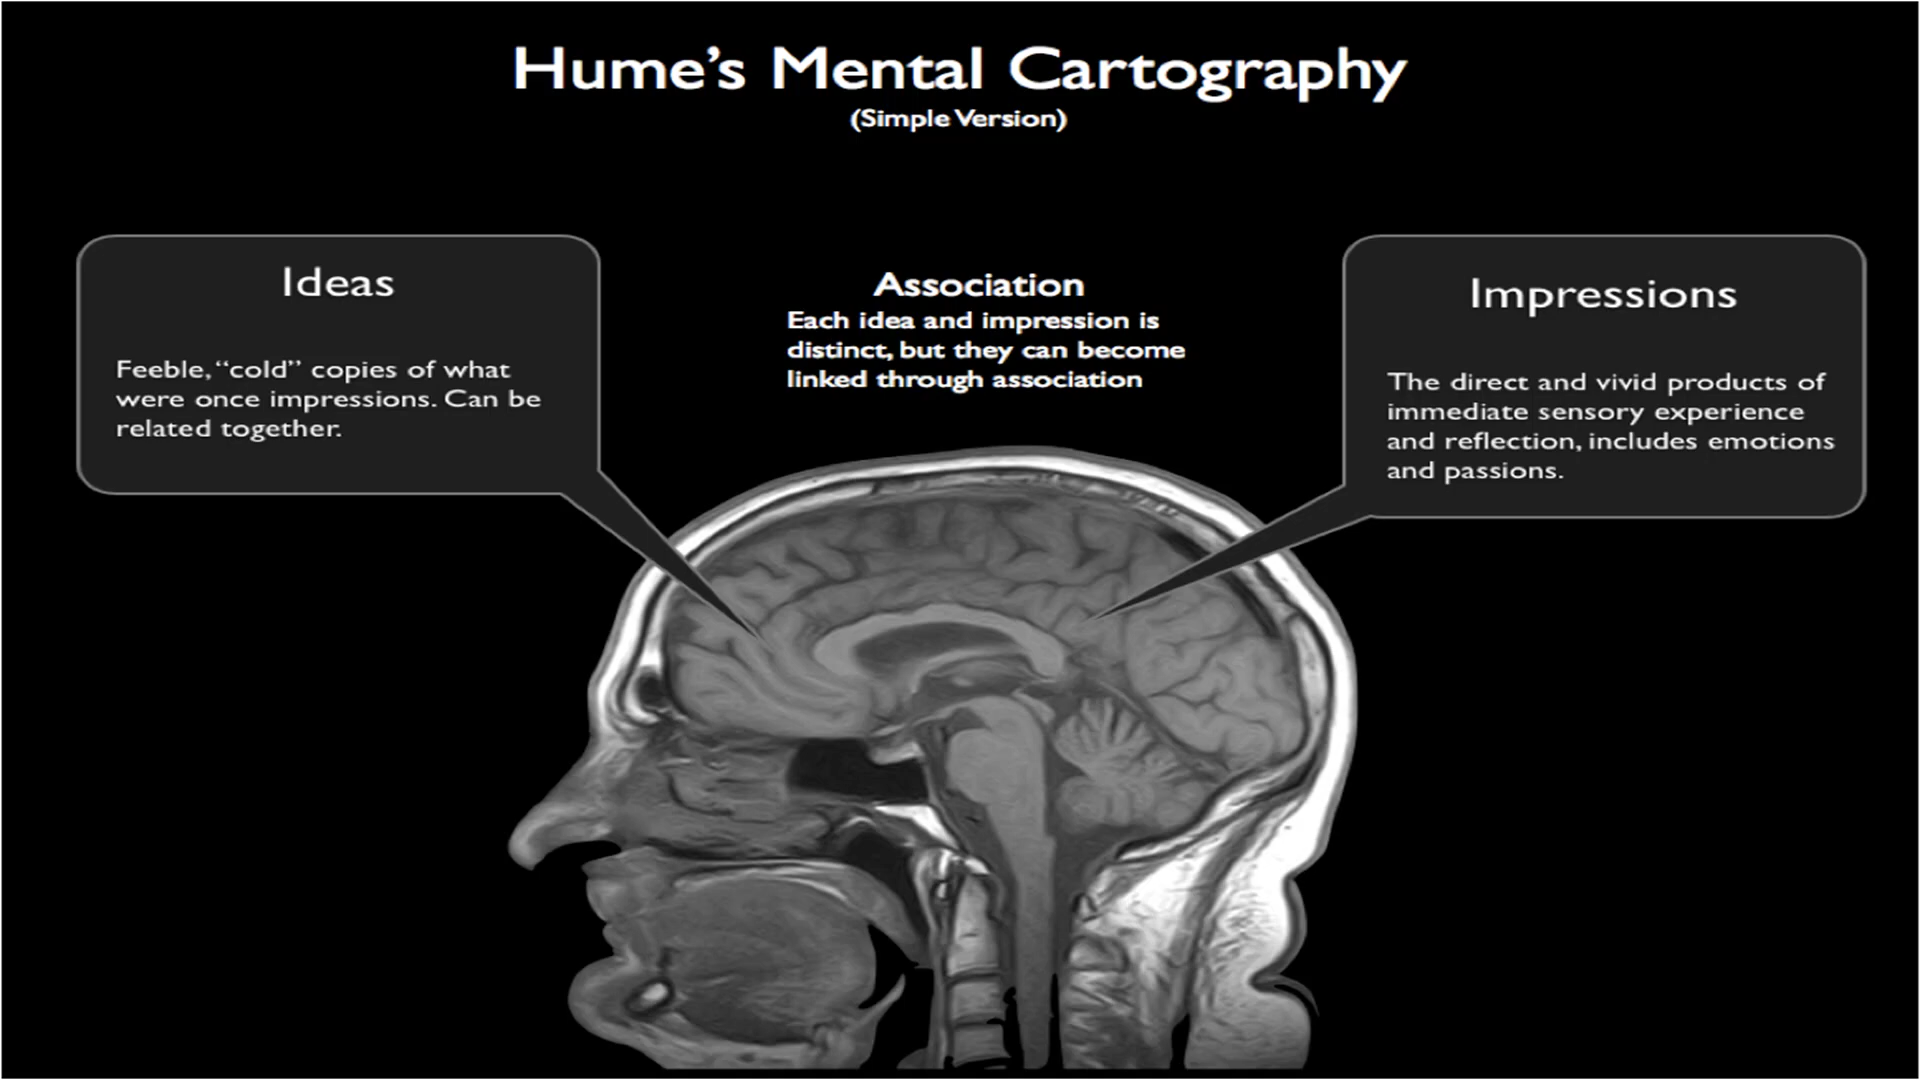 Hume’s Mental Cartography
(Simple Version)
Ideas
Feeble, “cold” copies of what
were once impressions. Can be
related together.
Association
Each idea and impression is
distinct, but they can become
linked through association
Impressions
The direct and vivid products of
immediate sensory experience
and reflection, includes emotions
and passions.